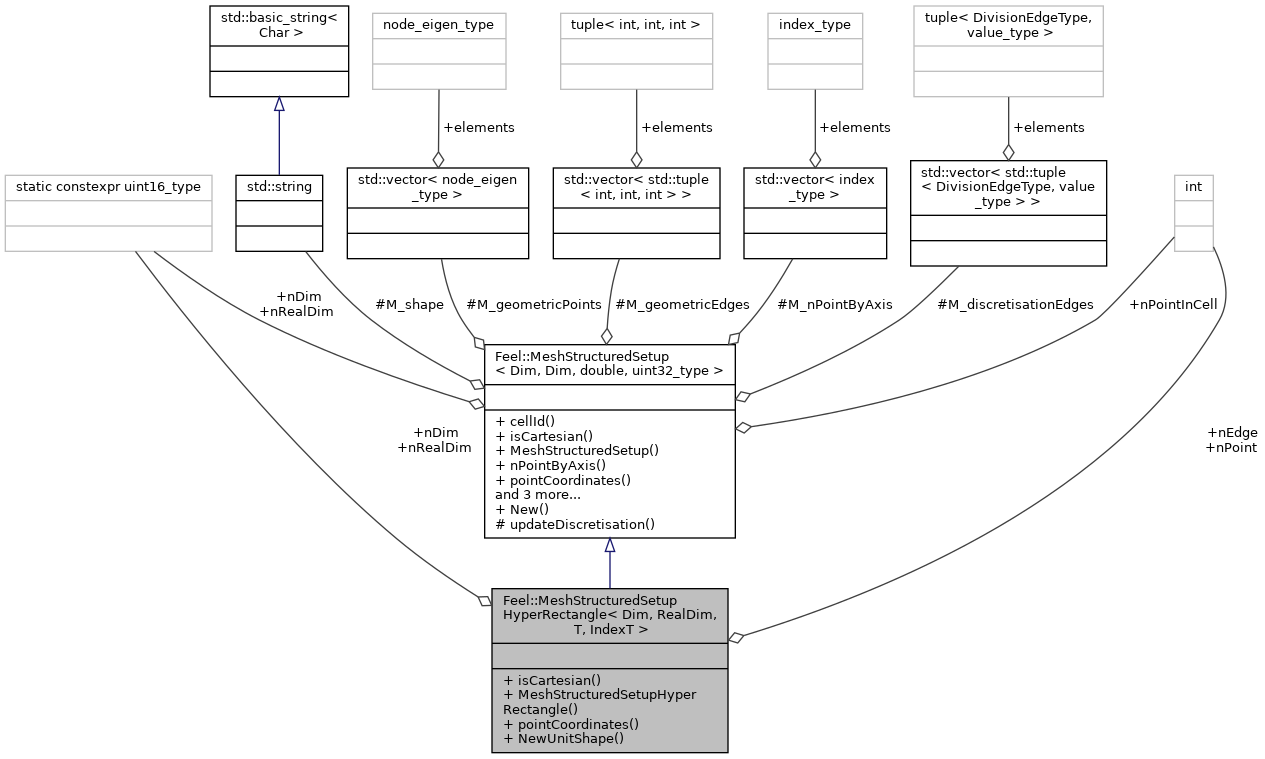 std::basic_string<
Char >
node_eigen_type
tuple< int, int, int >
index_type
tuple< DivisionEdgeType,
value_type >
+elements
+elements
+elements
+elements
static constexpr uint16_type
std::string
std::vector< node_eigen
_type >
std::vector< std::tuple
< int, int, int > >
std::vector< index
_type >
std::vector< std::tuple
< DivisionEdgeType, value
_type > >
int
+nDim
+nRealDim
#M_shape
#M_geometricPoints
#M_geometricEdges
#M_nPointByAxis
#M_discretisationEdges
+nPointInCell
Feel::MeshStructuredSetup
< Dim, Dim, double, uint32_type >
+ cellId()
+ isCartesian()
+ MeshStructuredSetup()
+ nPointByAxis()
+ pointCoordinates()
and 3 more...
+ New()
# updateDiscretisation()
+nDim
+nRealDim
+nEdge
+nPoint
Feel::MeshStructuredSetup
HyperRectangle< Dim, RealDim,
T, IndexT >
+ isCartesian()
+ MeshStructuredSetupHyper
Rectangle()
+ pointCoordinates()
+ NewUnitShape()